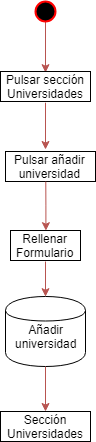 Pulsar sección
Universidades
Pulsar añadir
universidad
Rellenar
Formulario
Añadir
universidad
Sección
Universidades